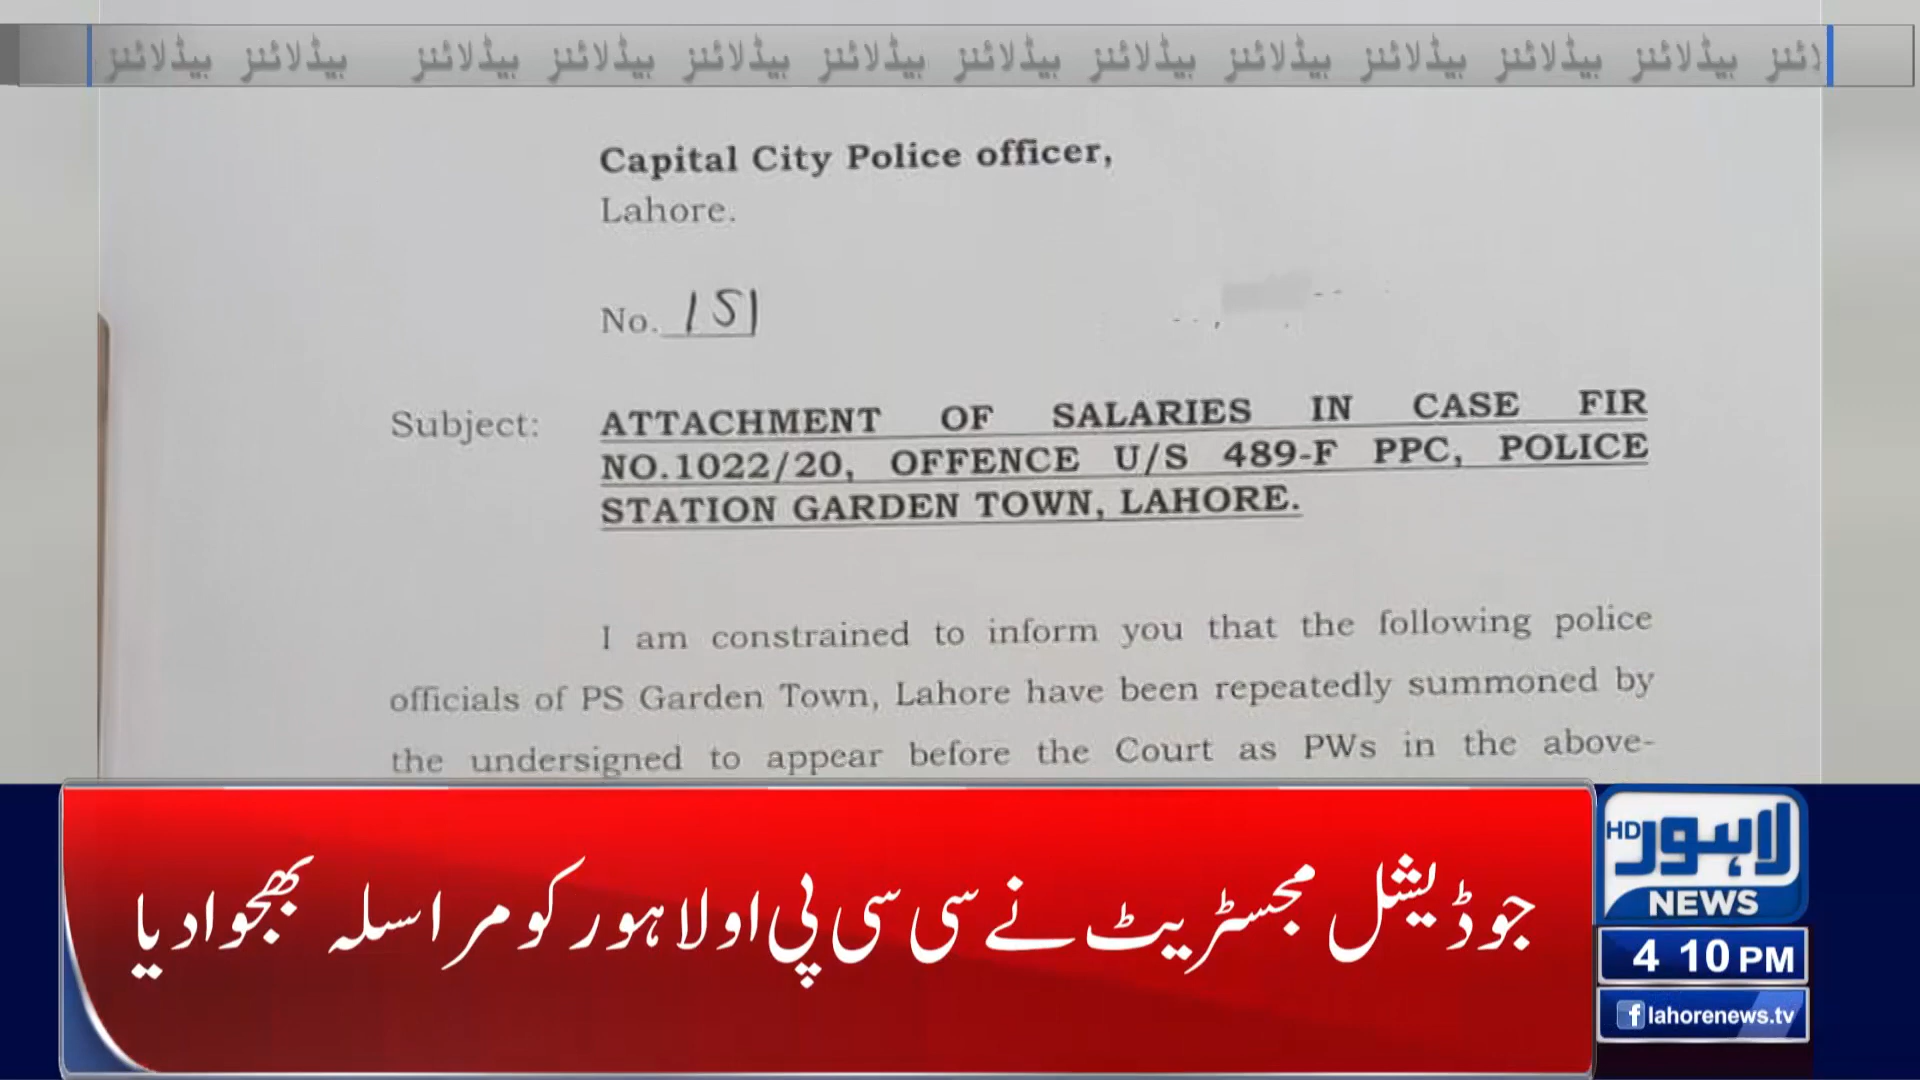 ہیڈلائنز ہیڈلائنز ہیڈلائنز ہیڈلائنز ہیڈلائنز ہیڈلائنز ہیڈلائنز ہیڈلائنز ہیڈلائنز ہیڈلائنز ہیڈلائنز ہیڈلائنز
Capital City Police officer,
Lahore.
No. 151
Subject: ATTACHMENT OF SALARIES IN CASE FIR
NO.1022/20, OFFENCE U/S 489-F PPC, POLICE
STATION GARDEN TOWN, LAHORE.
I am constrained to inform you that the following police
officials of PS Garden Town, Lahore have been repeatedly summoned by
the undersigned to appear before the Court as PWs in the above-
جوڈیشل مجسٹریٹ نے سی سی پی او لاہور کو مراسلہ بھجوا دیا
لاہور HD
NEWS
4 10 PM
lahorenews.tv